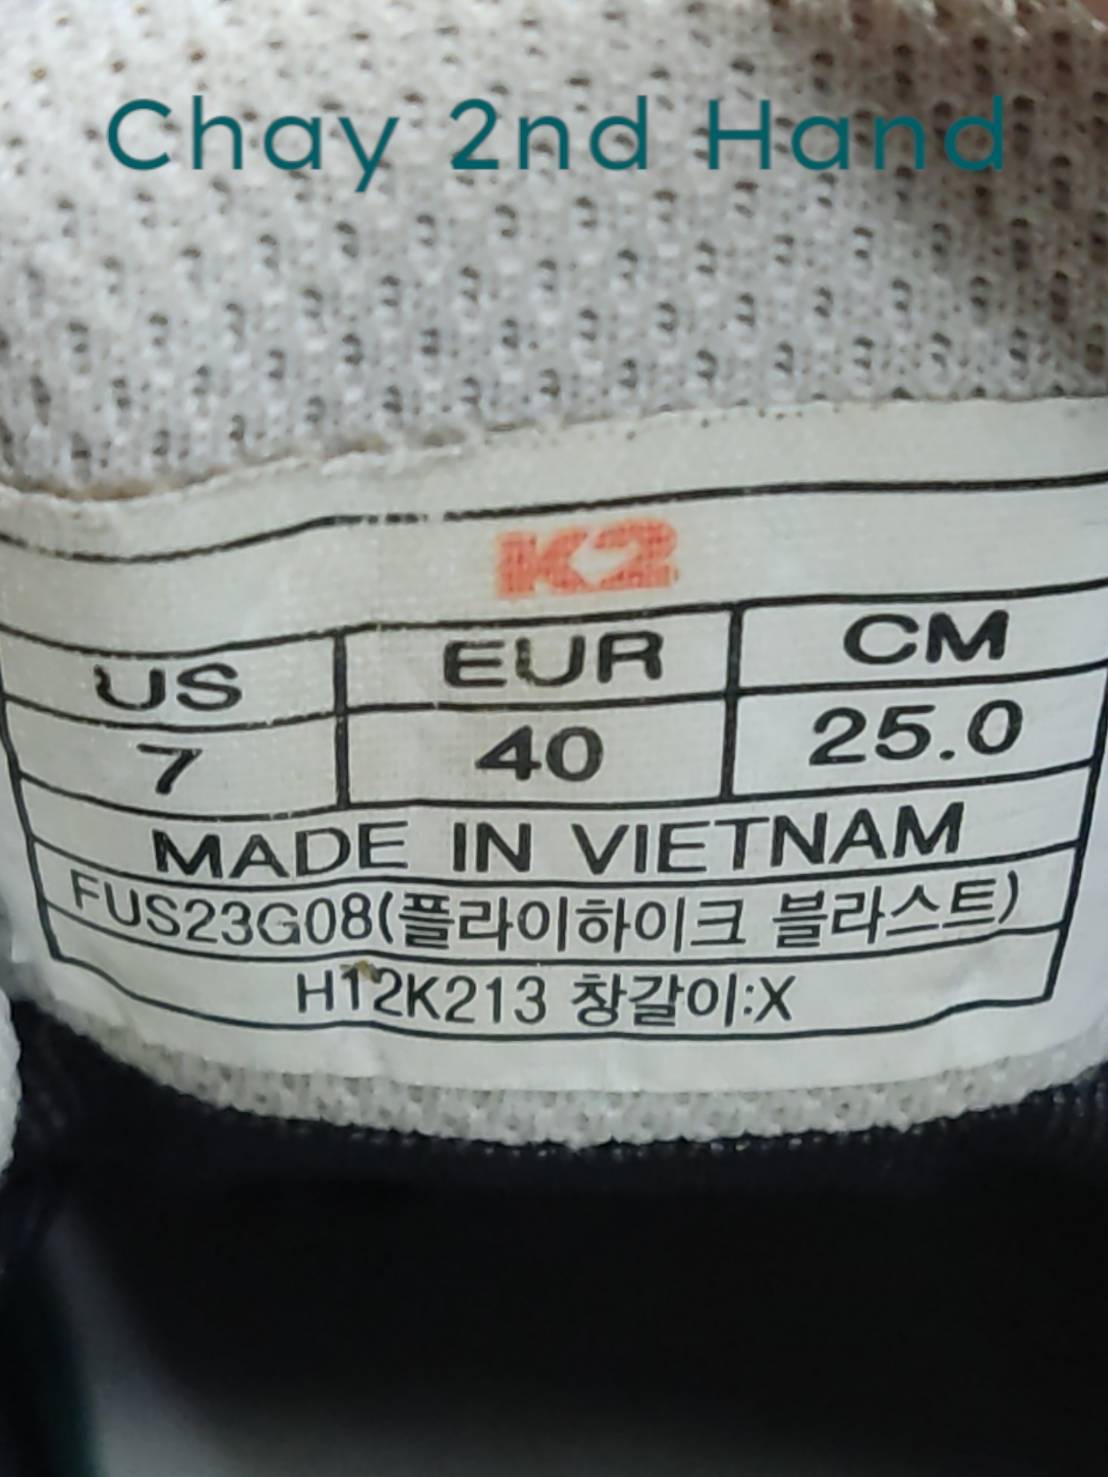 Chay 2nd Hand
K2
US EUR CM
7 40 25.0
MADE IN VIETNAM
FUS23G08(플라이하이크 블라스트)
H12K213 창갈이:X